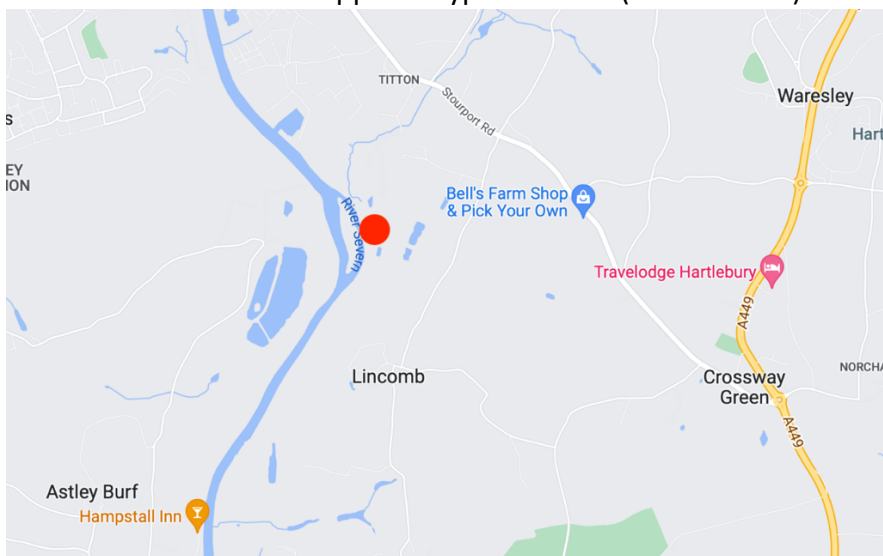 TITTON
Stourport Rd
Waresley
Hart
s
EY
ION
Bell's Farm Shop
& Pick Your Own
River Severn
Travelodge Hartlebury
A449
Lincomb
Crossway
Green
NORCHA
A449
Astley Burf
Hampstall Inn